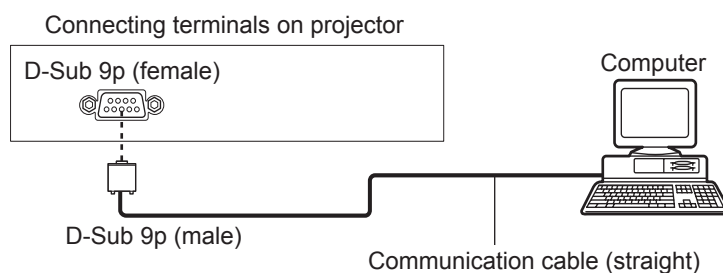 Connecting terminals on projector
D-Sub 9p (female)
Computer
D-Sub 9p (male)
Communication cable (straight)